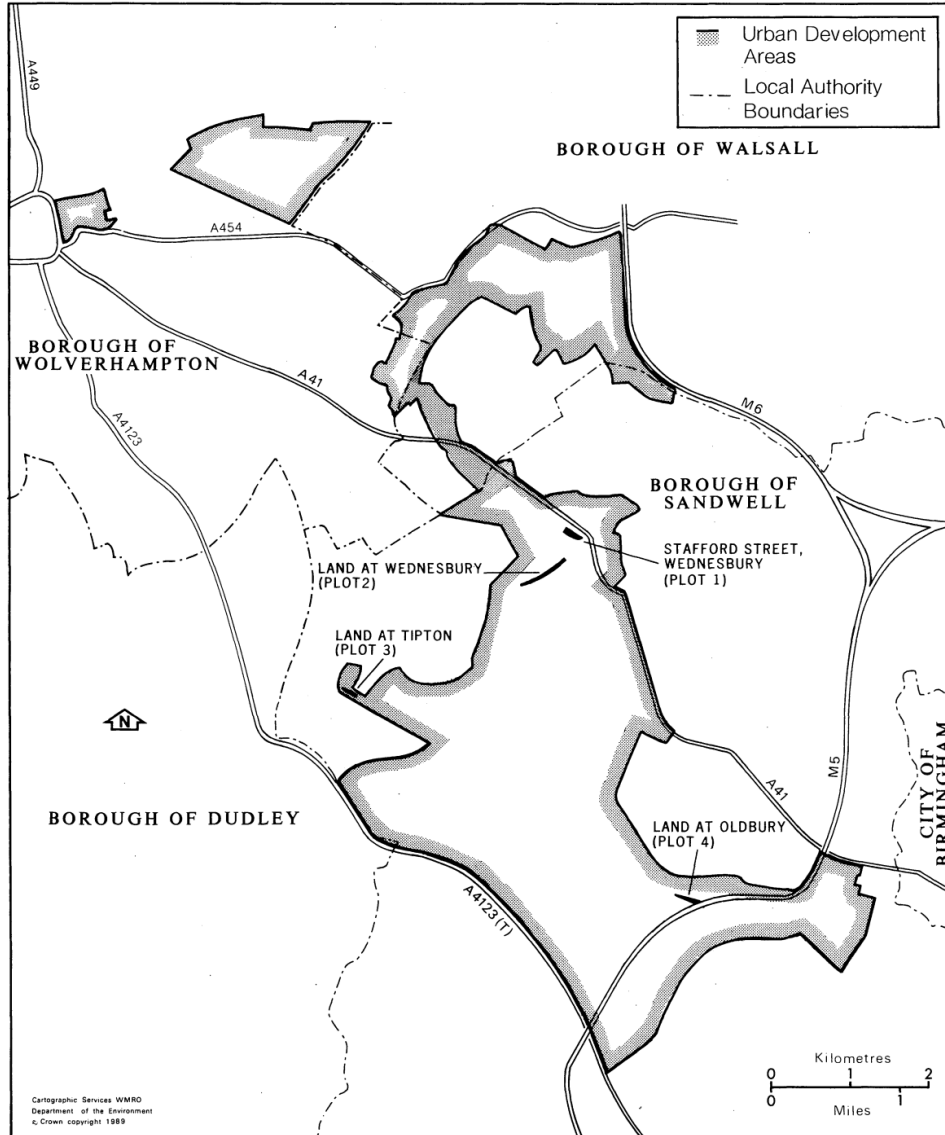 Urban Development
Areas
Local Authority
Boundaries
A449
BOROUGH OF WALSALL
A454
BOROUGH OF
WOLVERHAMPTON
A41
A4123
M6
BOROUGH OF
SANDWELL
STAFFORD STREET,
WEDNESBURY
(PLOT 1)
LAND AT WEDNESBURY
(PLOT2)
LAND AT TIPTON
(PLOT 3)
N
M5
A41
CITY OF
BIRMINGHAM
BOROUGH OF DUDLEY
LAND AT OLDBURY
(PLOT 4)
A4123(T)
Kilometres
0 1 2
0 1
Miles
Cartographic Services WMRO
Department of the Environment
© Crown copyright 1989